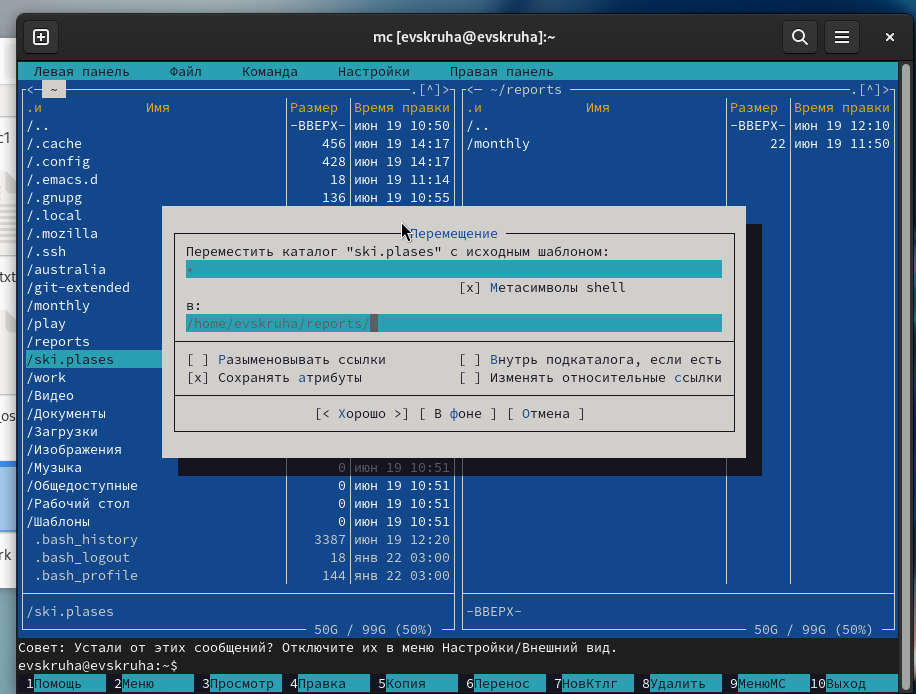 mc [evskruha@evskruha]:~
Левая панель Файл Команда Настройки Правая панель
<— ~ .[^]> <— ~/reports .[^]>
.и Имя Размер Время правки .и Имя Размер Время правки
/.. —ВВЕРХ— июн 19 10:50 /.. —ВВЕРХ— июн 19 12:10
/.cache 456 июн 19 14:17 /monthly 22 июн 19 11:50
/.config 428 июн 19 14:17
/.emacs.d 18 июн 19 11:14
/.gnupg 136 июн 19 10:55
/.local
/.mozilla
/.ssh
/australia
/git-extended
/monthly
/play
/reports
/ski.plases
/work
/Видео
/Документы
/Загрузки
/Изображения
/Музыка 0 июн 19 10:51
/Общедоступные 0 июн 19 10:51
/Рабочий стол 0 июн 19 10:51
/Шаблоны 0 июн 19 10:51
.bash_history 3387 июн 19 12:20
.bash_logout 18 янв 22 03:00
.bash_profile 144 янв 22 03:00
Перемещение
Переместить каталог "ski.plases" с исходным шаблоном:
*
[x] Метасимволы shell
в:
/home/evskruha/reports/
[ ] Разыменовывать ссылки [ ] Внутрь подкаталога, если есть
[x] Сохранять атрибуты [ ] Изменять относительные ссылки
[< Хорошо >] [ В фоне ] [ Отмена ]
/ski.plases —ВВЕРХ—
50G / 99G (50%) 50G / 99G (50%)
Совет: Устали от этих сообщений? Отключите их в меню Настройки/Внешний вид.
evskruha@evskruha:~$
1Помощь 2Меню 3Просмотр 4Правка 5Копия 6Перенос 7НовКтлг 8Удалить 9МенюМС 10Выход